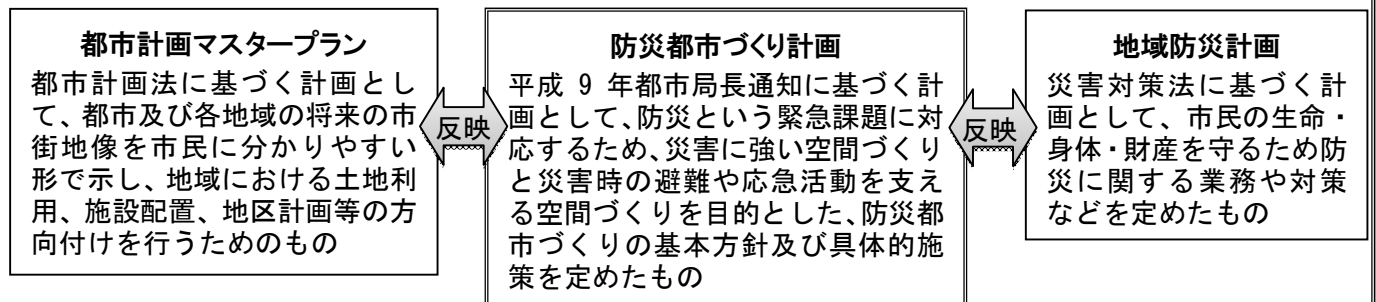 都市計画マスタープラン
都市計画法に基づく計画とし
て、都市及び各地域の将来の市
街地像を市民に分かりやすい
形で示し、地域における土地利
用、施設配置、地区計画等の方
向付けを行うためのもの
反映
防災都市づくり計画
平成 9 年都市局長通知に基づく計
画として、防災という緊急課題に対
応するため、災害に強い空間づくり
と災害時の避難や応急活動を支え
る空間づくりを目的とした、防災都
市づくりの基本方針及び具体的施
策を定めたもの
反映
地域防災計画
災害対策法に基づく計
画として、市民の生命・
身体・財産を守るため防
災に関する業務や対策
などを定めたもの